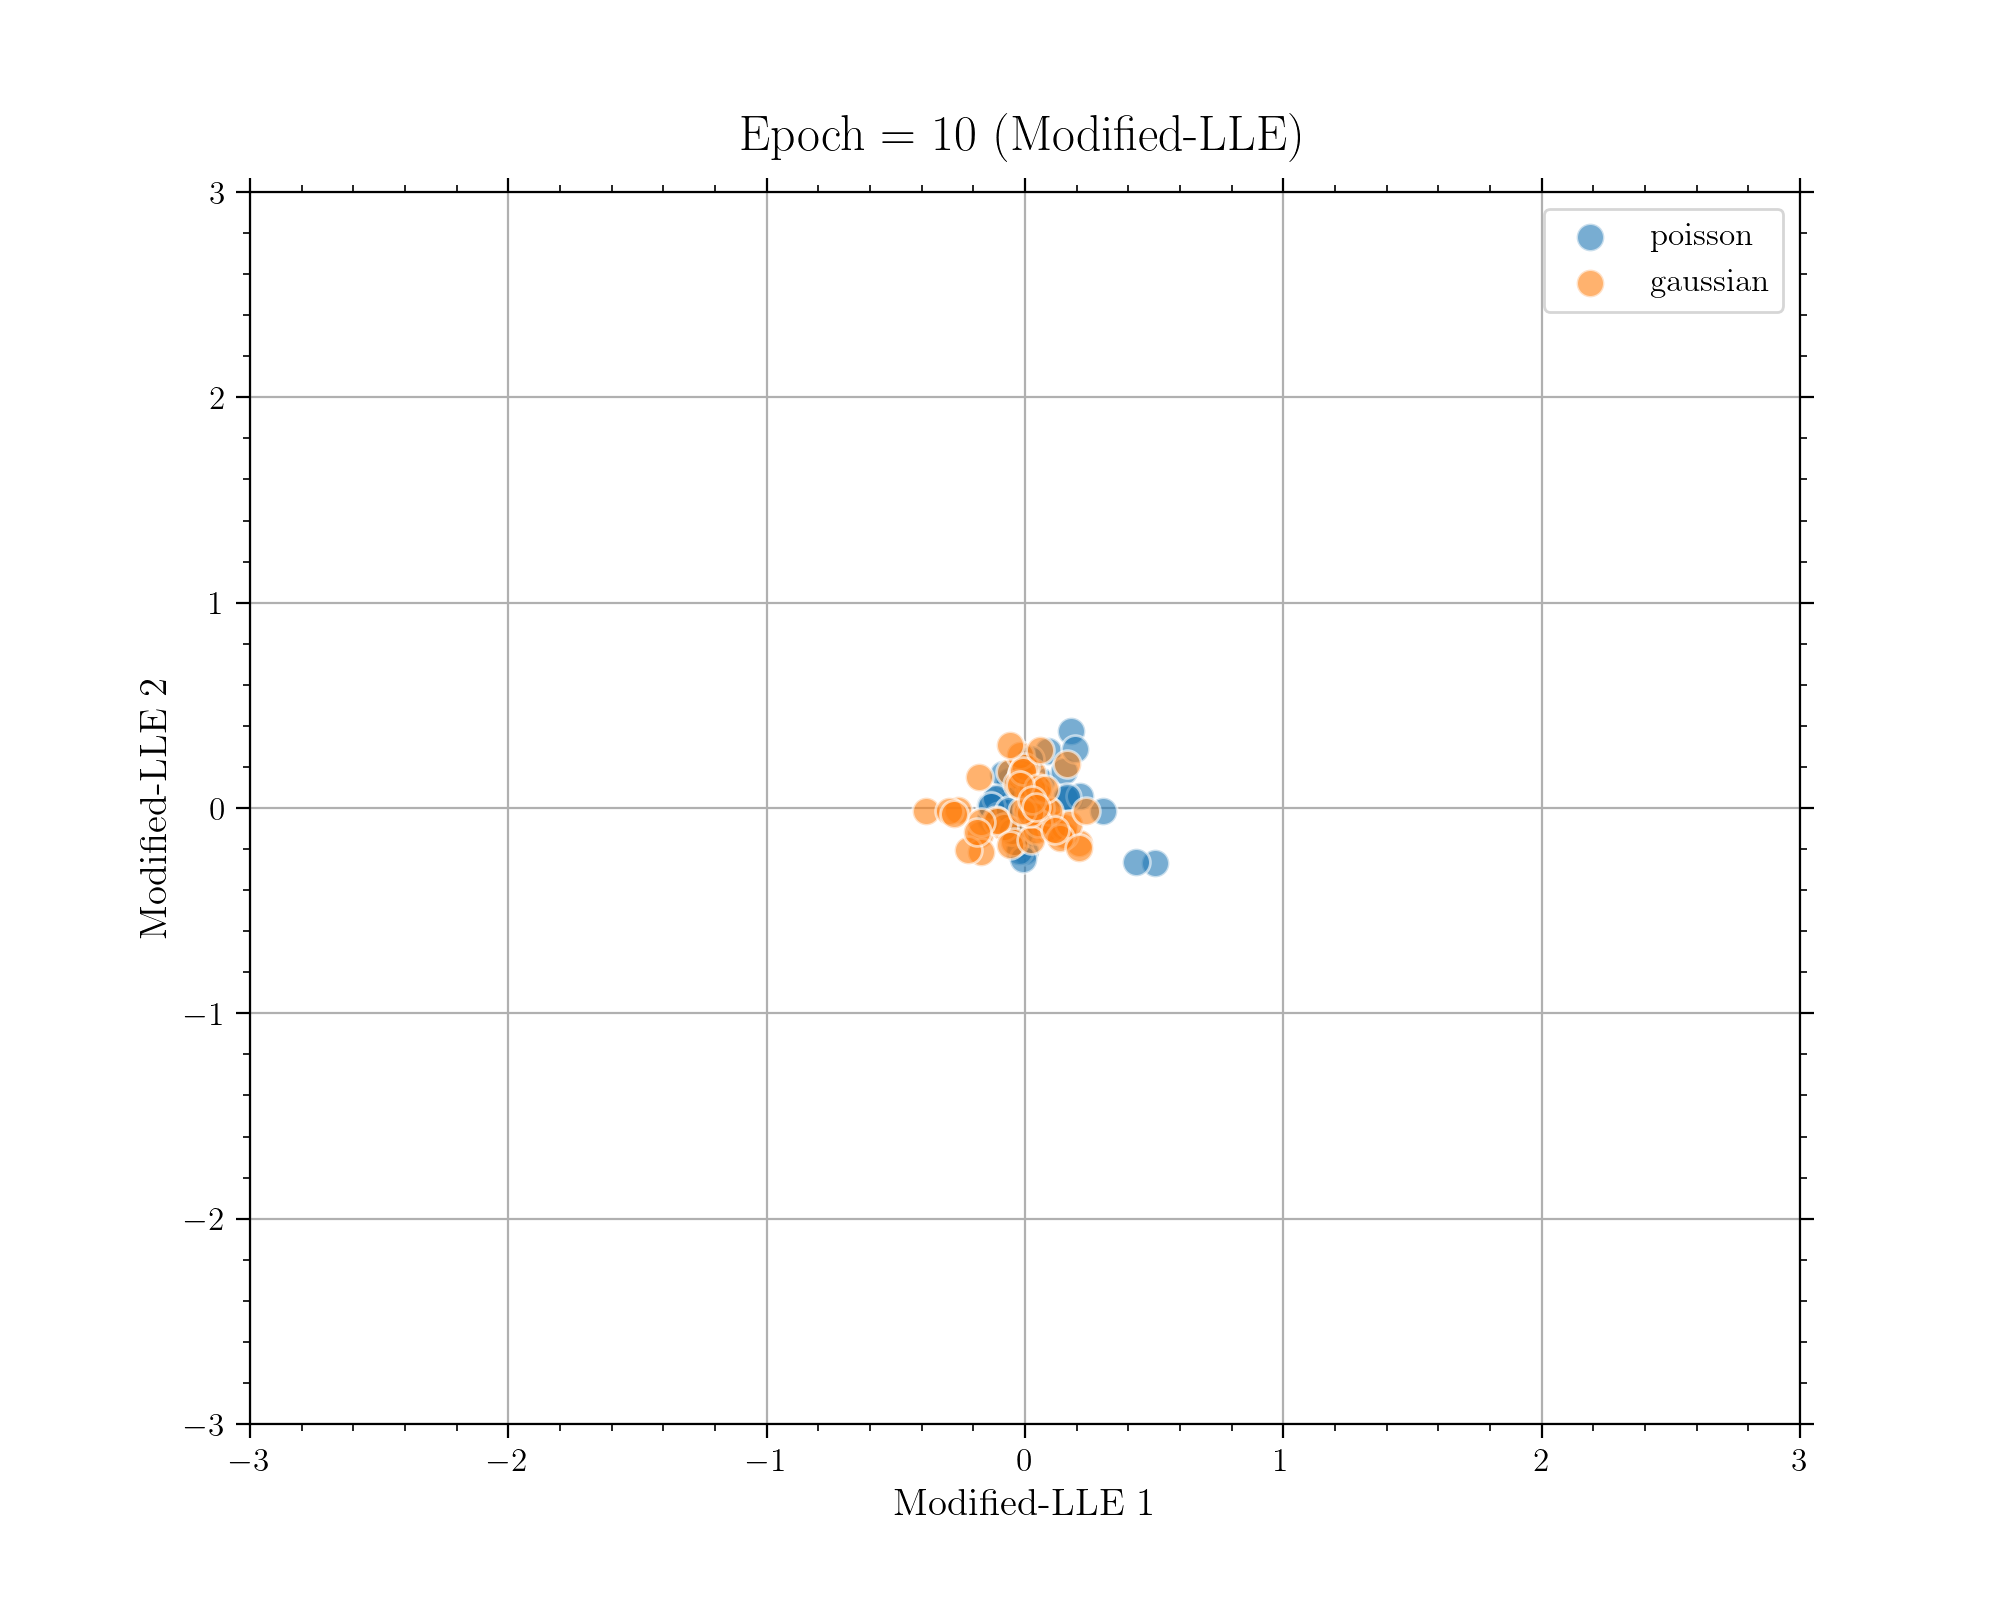 Epoch = 10 (Modified-LLE)
poisson
gaussian
3
2
1
0
−1
−2
−3
Modified-LLE 2
−3
−2
−1
0
1
2
3
Modified-LLE 1